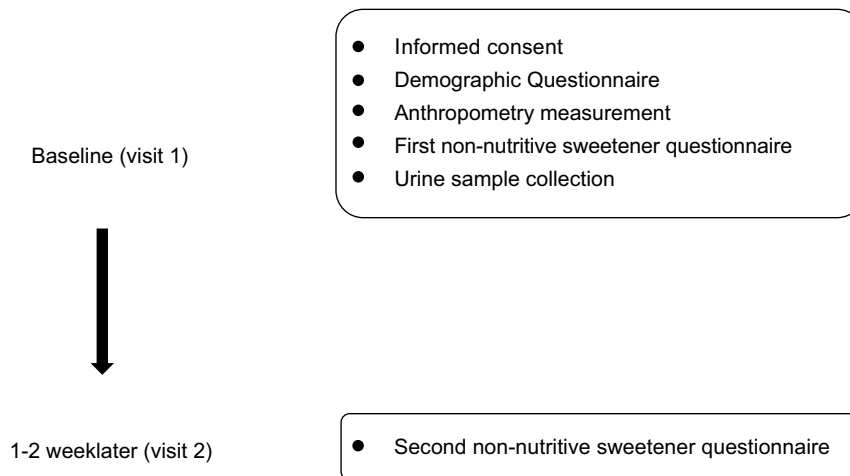 ● Informed consent
● Demographic Questionnaire
● Anthropometry measurement
● First non-nutritive sweetener questionnaire
● Urine sample collection
Baseline (visit 1)
1-2 weeklater (visit 2)
● Second non-nutritive sweetener questionnaire